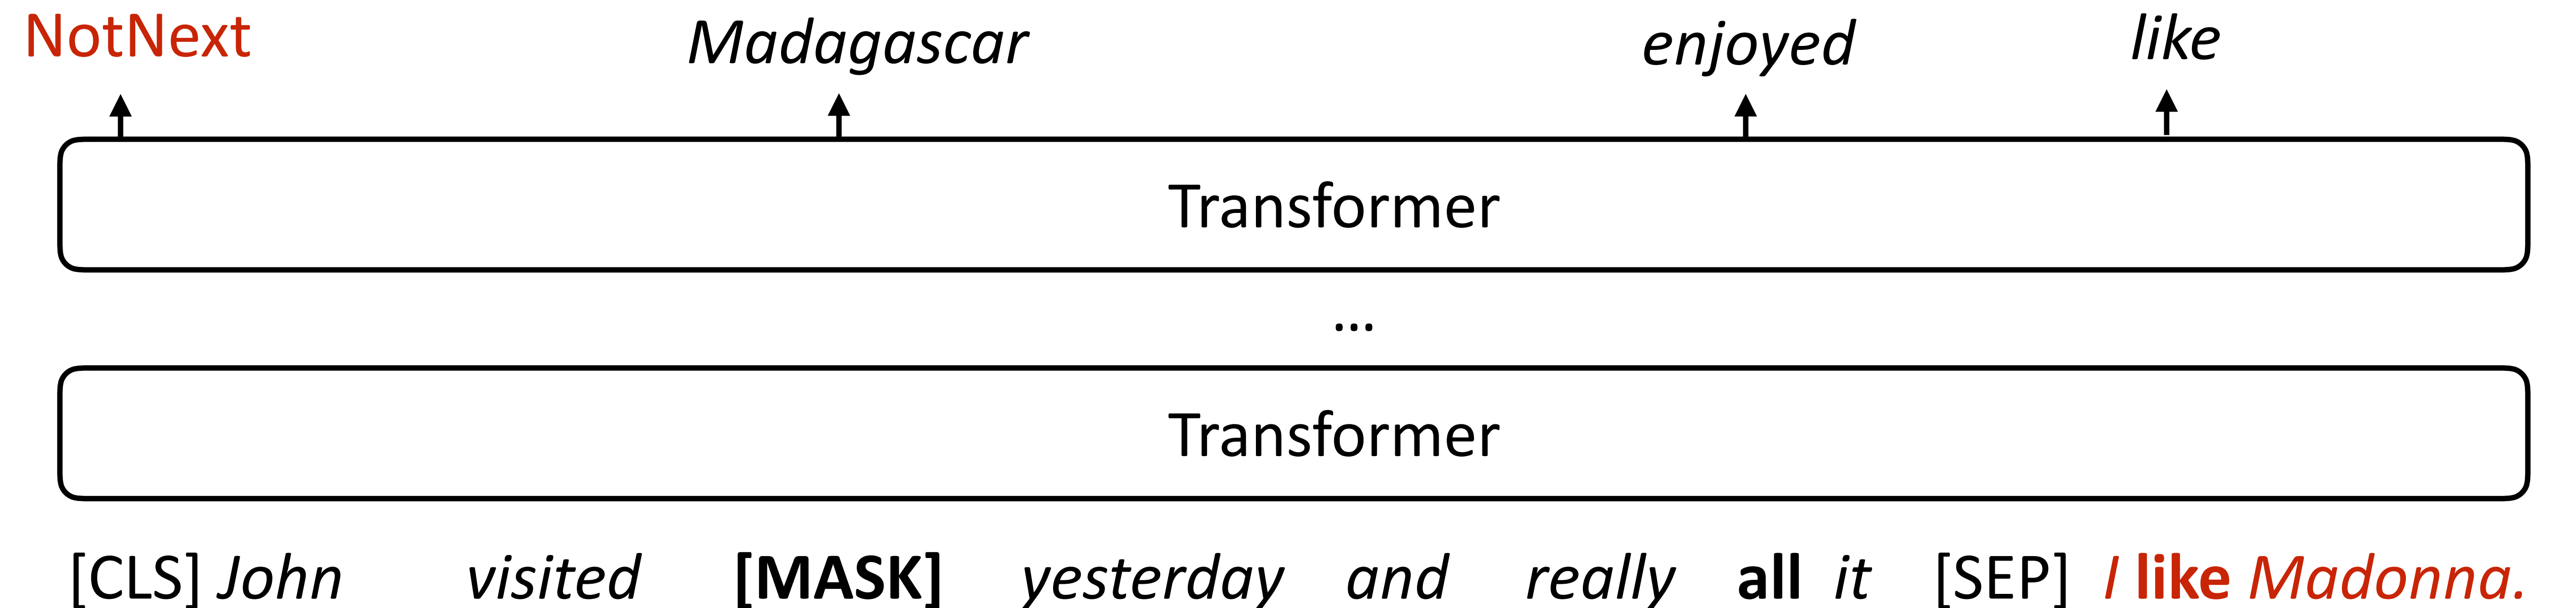 NotNext Madagascar enjoyed like
Transformer
...
Transformer
[CLS] John visited [MASK] yesterday and really all it [SEP] I like Madonna.